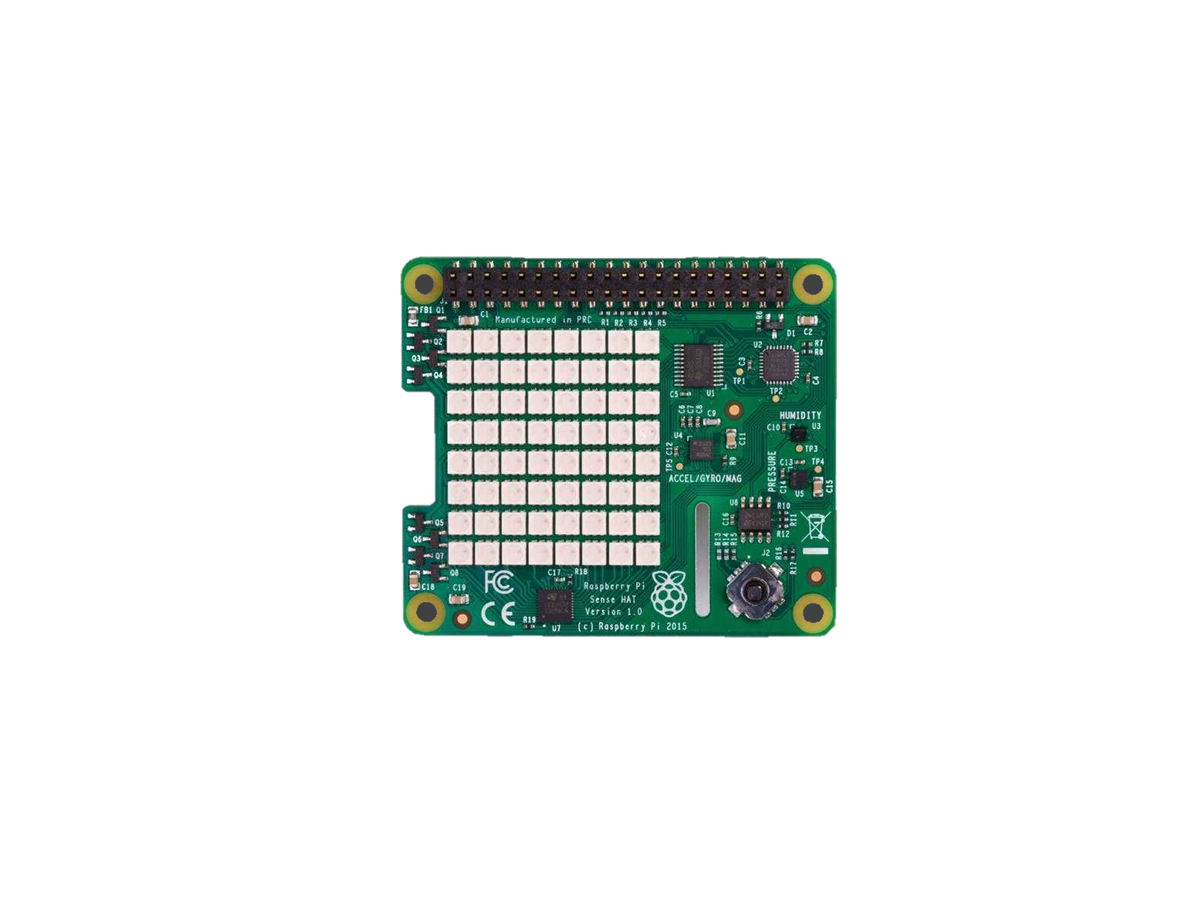 FB1 Q1
C1
Manufactured in PRC
R1 R2 R3 R4 R5
R6
D1
C2
Q2
Q3
Q4
U2
R7
R8
C3
TP1
TP2
C4
C5
U1
C6
C7
C8
C9
HUMIDITY
C10
U3
U4
C11
C12
TP3
R9
TP5
ACCEL/GYRO/MAG
PRESSURE
C13
TP4
C14
U5
C15
U8
R10
R11
C16
R12
Q5
Q6
Q7
Q8
R13
R14
R15
J2
R16
R17
C18
C19
FC
CE
C17
R18
Raspberry Pi
Sense HAT
Version 1.0
R19
U7
(c) Raspberry Pi 2015